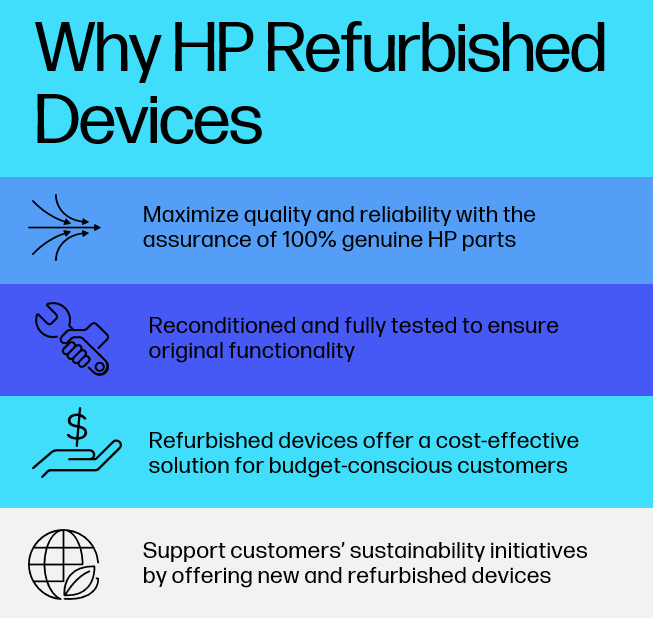 Why HP Refurbished
Devices
Maximize quality and reliability with the
assurance of 100% genuine HP parts
Reconditioned and fully tested to ensure
original functionality
$
Refurbished devices offer a cost-effective
solution for budget-conscious customers
Support customers’ sustainability initiatives
by offering new and refurbished devices